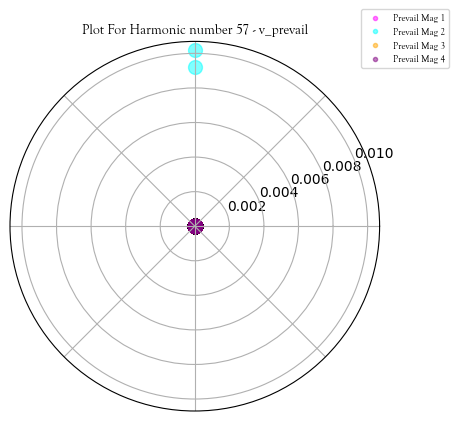 Plot For Harmonic number 57 - v_prevail
Prevail Mag 1
Prevail Mag 2
Prevail Mag 3
Prevail Mag 4
0.010
0.008
0.006
0.004
0.002